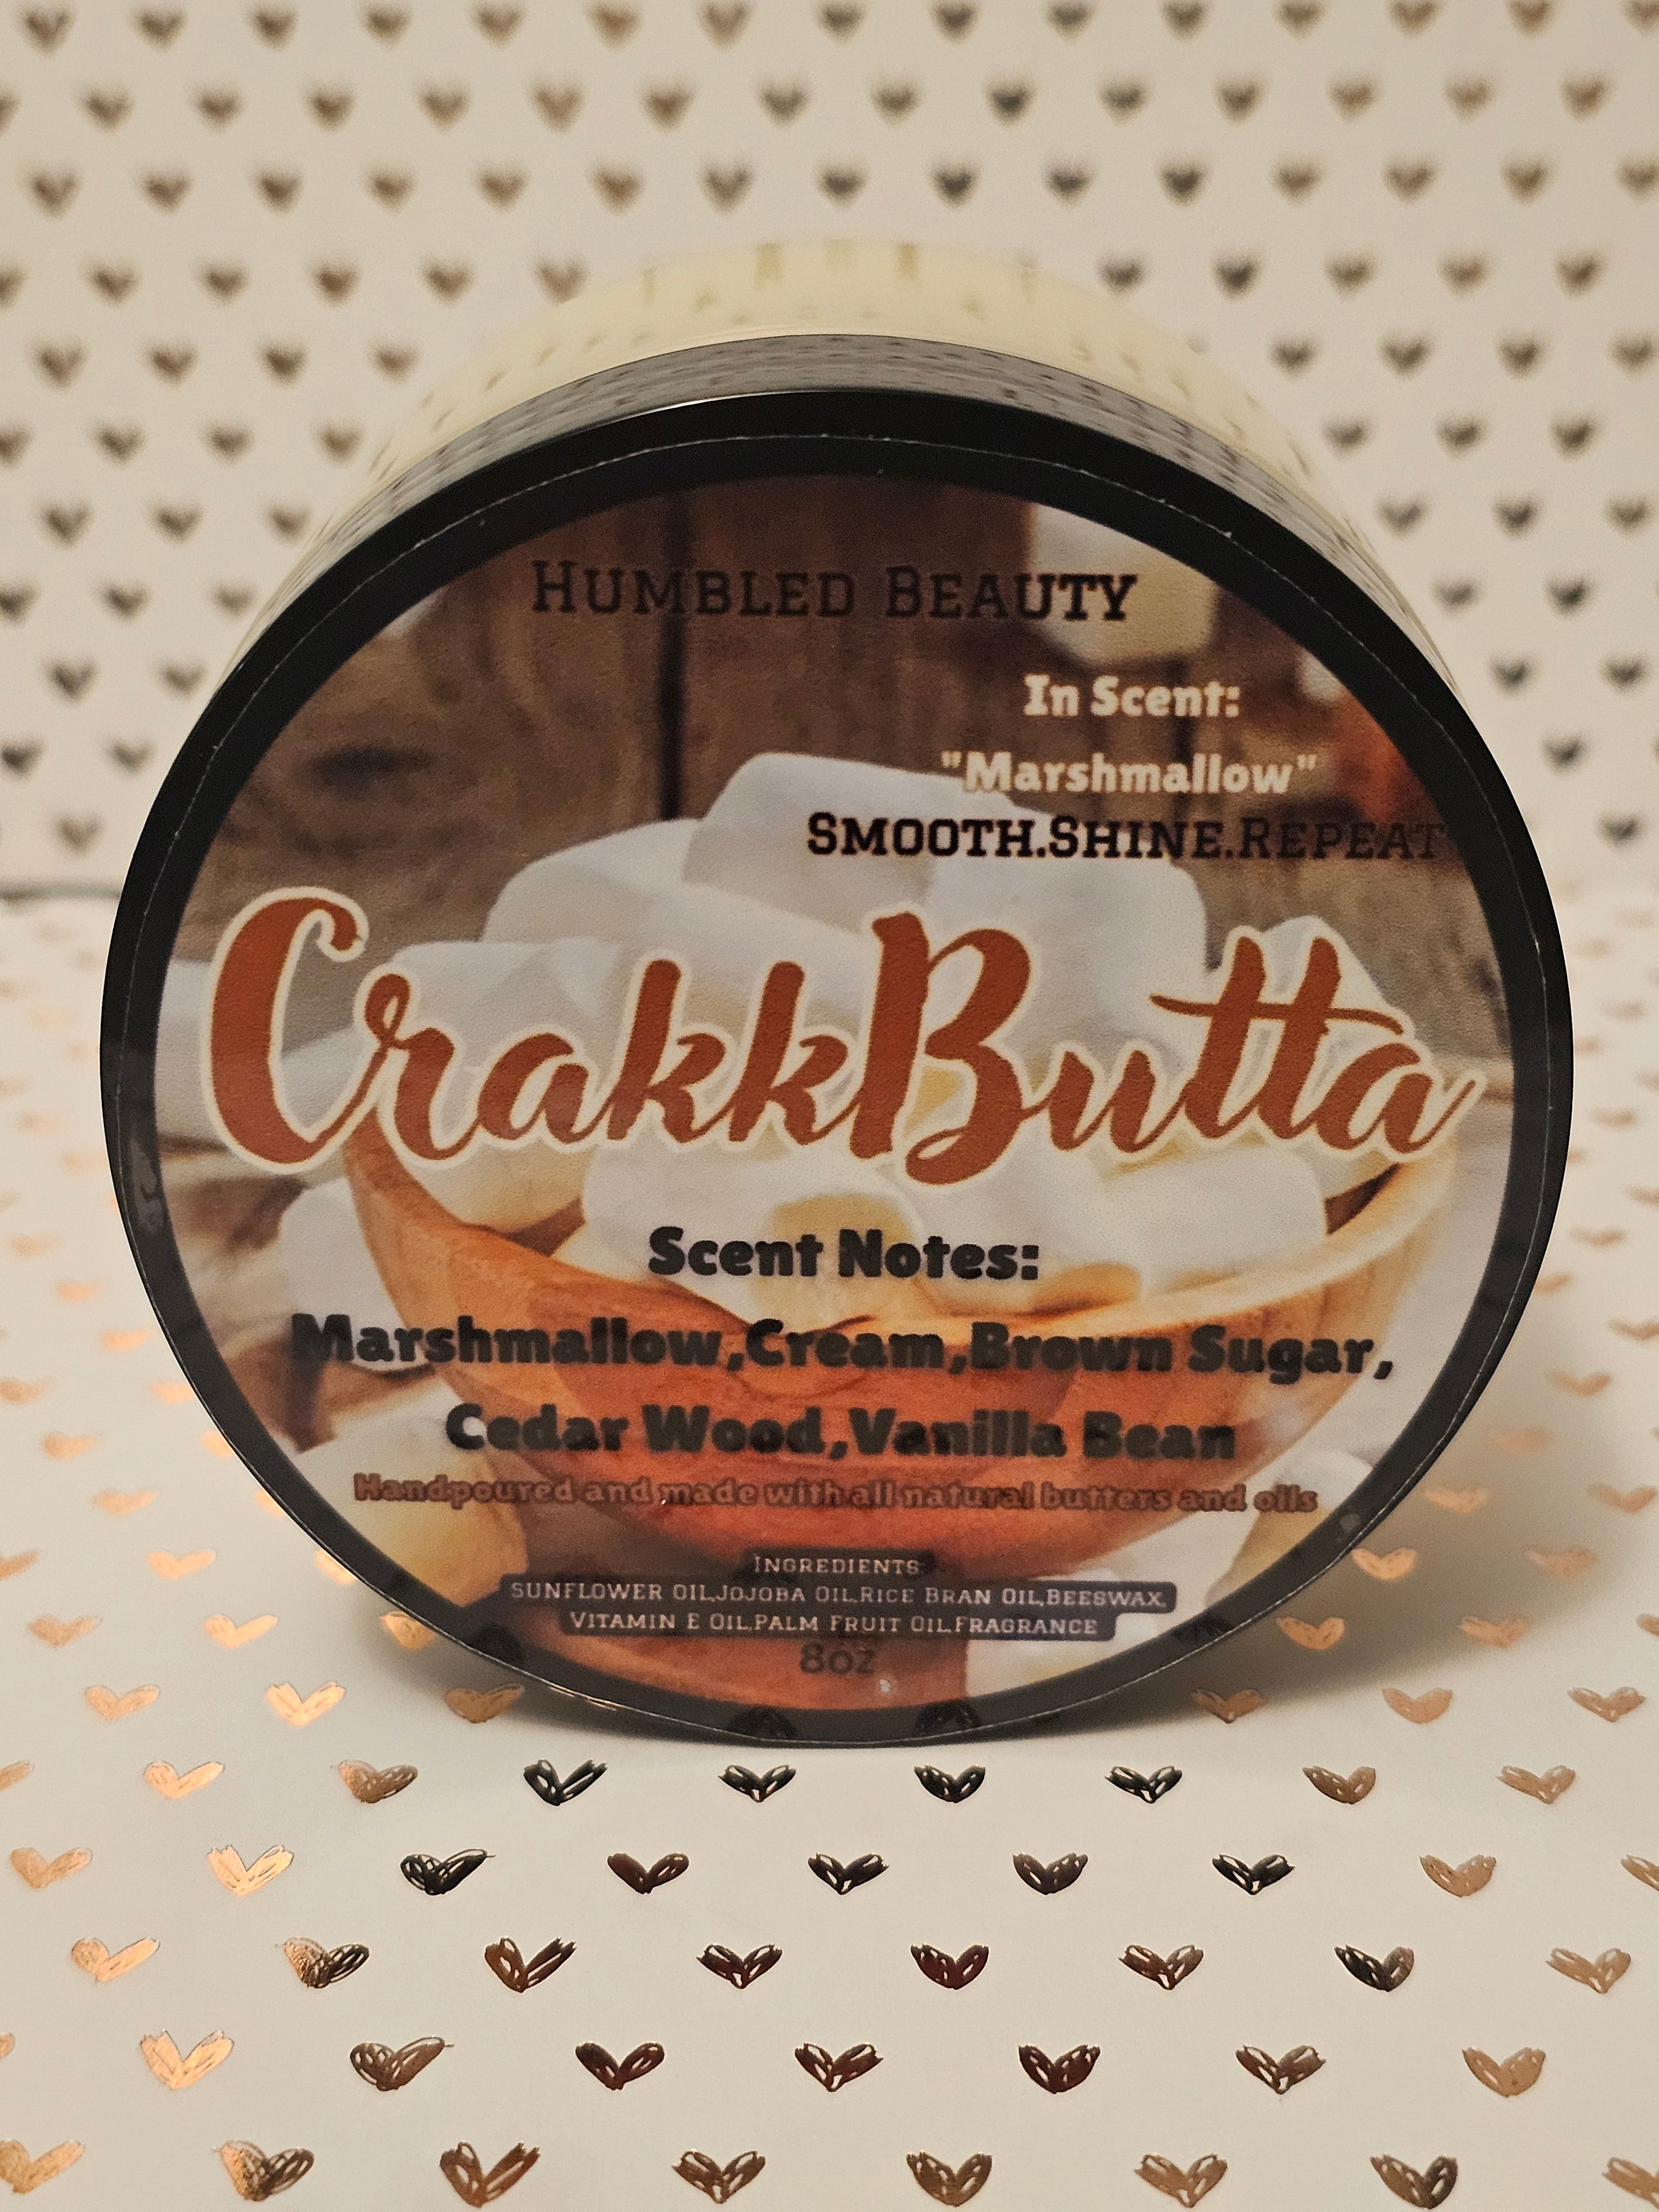 HUMBLED BEAUTY
In Scent:
"Marshmallow"
SMOOTH.SHINE.REPEAT
CrakkButta
Scent Notes:
Marshmallow,Cream,Brown Sugar,
Cedar Wood,Vanilla Bean
Handpoured and made with all natural butters and oils
INGREDIENTS:
SUNFLOWER OIL,JOJOBA OIL,RICE BRAN OIL,BEESWAX,
VITAMIN E OIL,PALM FRUIT OIL,FRAGRANCE
8oz